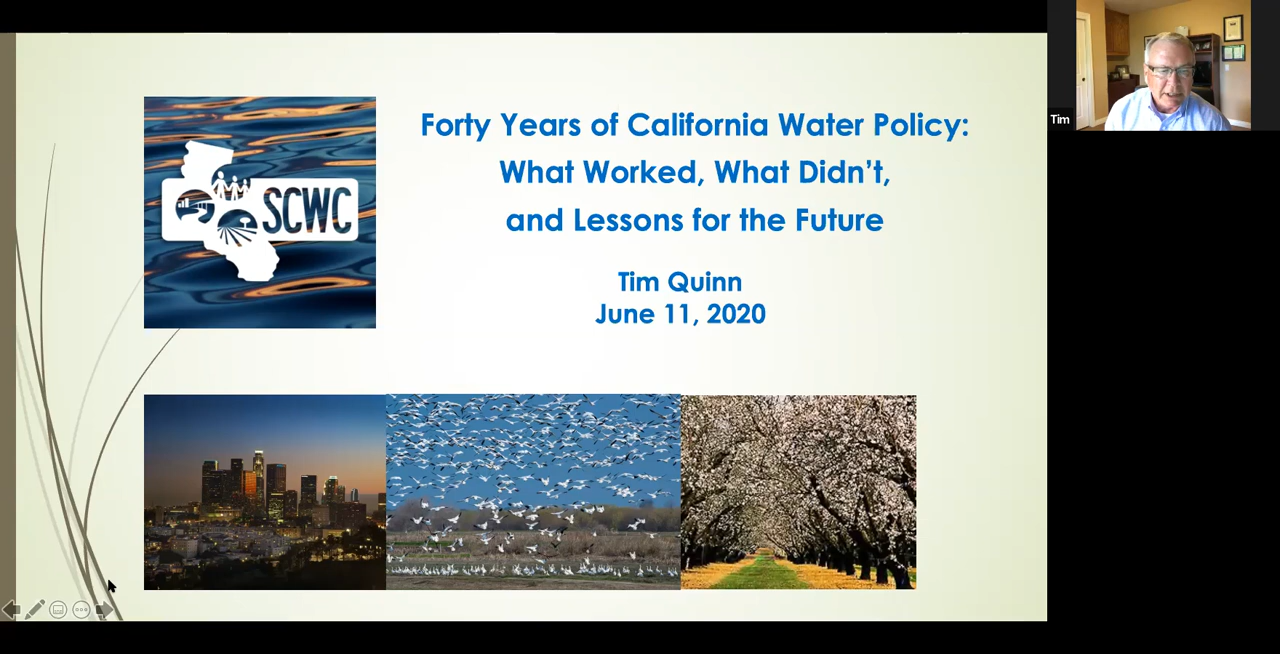 SCWC
Forty Years of California Water Policy:
What Worked, What Didn't,
and Lessons for the Future
Tim Quinn
June 11, 2020
Tim